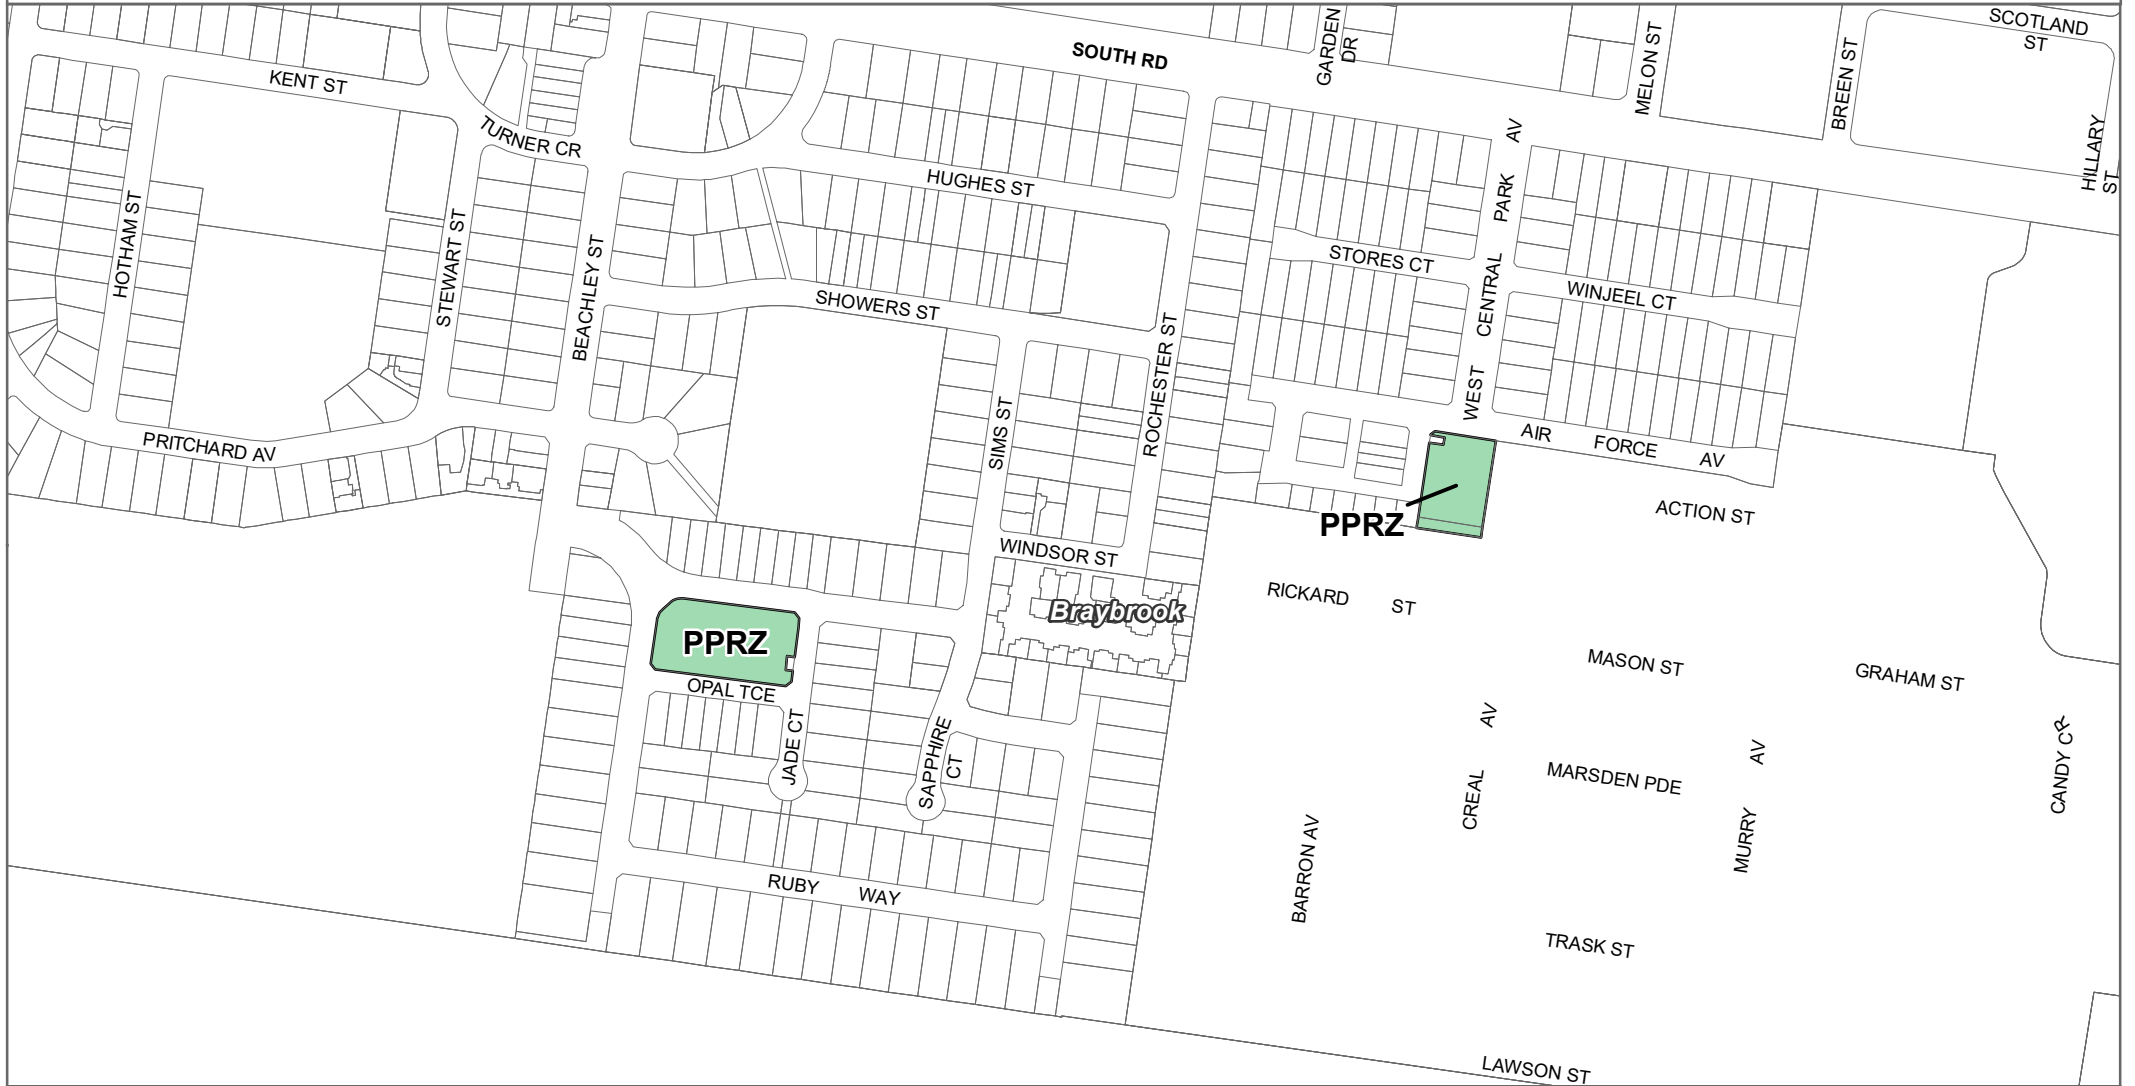 SCOTLAND
ST
SOUTH RD
GARDEN
DR
MELON ST
BREEN ST
HILLARY
ST
KENT ST
TURNER CR
HUGHES ST
WEST CENTRAL PARK AV
HOTHAM ST
STEWART ST
BEACHLEY ST
STORES CT
WINJEEL CT
SHOWERS ST
ROCHESTER ST
SIMS ST
PRITCHARD AV
AIR FORCE AV
ACTION ST
PPRZ
WINDSOR ST
RICKARD ST
Braybrook
PPRZ
OPAL TCE
MASON ST
GRAHAM ST
JADE CT
SAPPHIRE
CT
CREAL AV
MURRY AV
CANDY CR
MARSDEN PDE
BARRON AV
RUBY WAY
TRASK ST
LAWSON ST